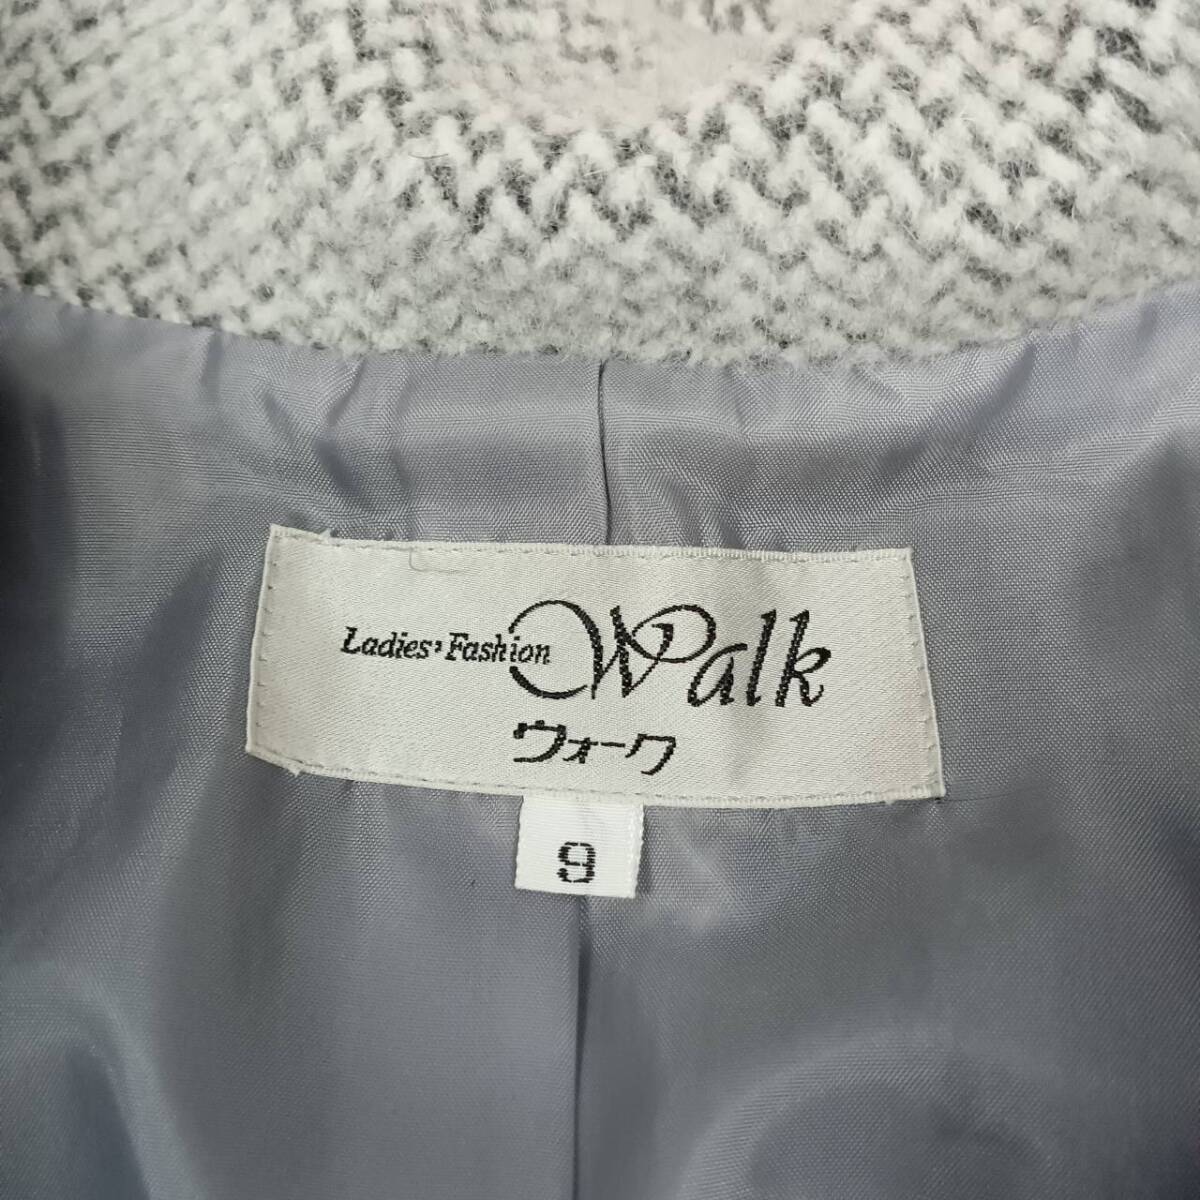 Ladies' Fashion Walk
ウォーク
9